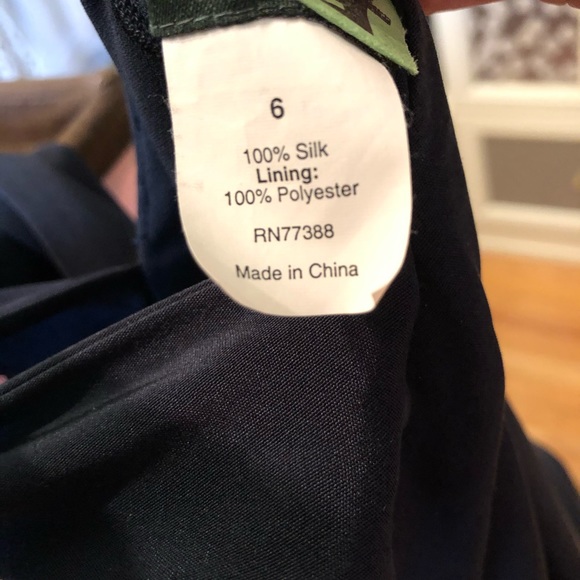 6
100% Silk
Lining:
100% Polyester
RN77388
Made in China